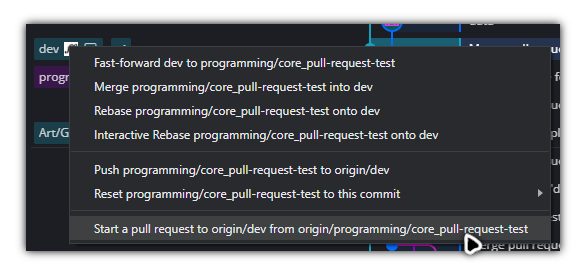 dev
Fast-forward dev to programming/core_pull-request-test
progr
Merge programming/core_pull-request-test into dev
Rebase programming/core_pull-request-test onto dev
Art/G
Interactive Rebase programming/core_pull-request-test onto dev
Push programming/core_pull-request-test to origin/dev
Reset programming/core_pull-request-test to this commit
Start a pull request to origin/dev from origin/programming/core_pull-request-test